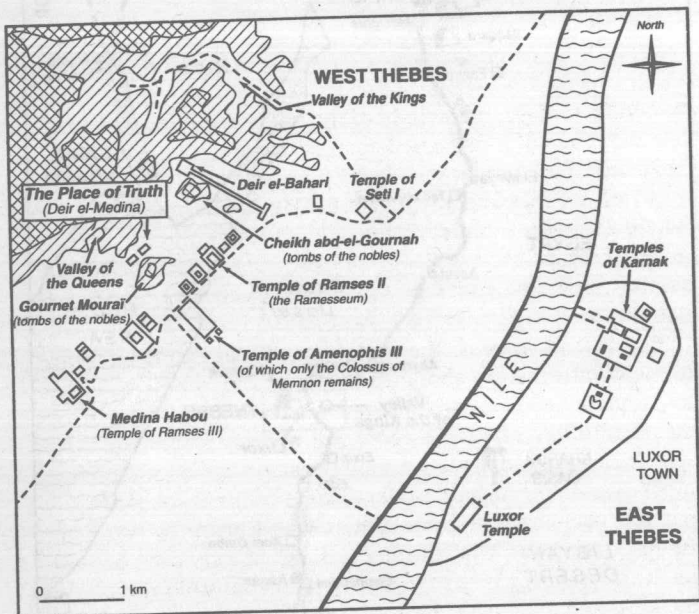 North
WEST THEBES
Valley of the Kings
Deir el-Bahari
Temple of
Seti I
The Place of Truth
(Deir el-Medina)
Cheikh abd-el-Gournah
(tombs of the nobles)
Temples
of Karnak
Valley of
the Queens
Temple of Ramses II
(the Ramesseum)
Gournet Mouraï
(tombs of the nobles)
Temple of Amenophis III
(of which only the Colossus of
Memnon remains)
NILE
Medina Habou
(Temple of Ramses III)
LUXOR
TOWN
Luxor
Temple
EAST
THEBES
0 1 km
LIBYAN
DESERT